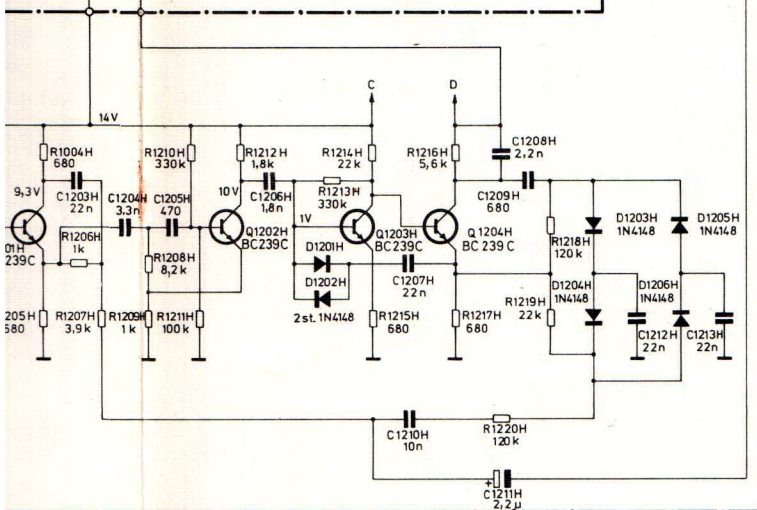 C
D
14V
R1004H
680
R1210H
330k
R1212H
1,8k
R1214H
22k
R1216H
5,6k
C1208H
2,2n
C1203H
22n
C1204H
3.3n
C1205H
470
10V
C1206H
1,8n
R1213H
330k
C1209H
680
9,3V
1V
01H
239C
R1206H
1k
Q1202H
BC239C
Q1203H
BC239C
Q1204H
BC239C
D1203H
1N4148
D1205H
1N4148
R1208H
8,2k
D1201H
D1202H
2st. 1N4148
C1207H
22n
R1218H
120k
D1204H
1N4148
D1206H
1N4148
205H
680
R1207H
3,9k
R1209H
1k
R1211H
100k
R1215H
680
R1217H
680
R1219H
22k
C1212H
22n
C1213H
22n
C1210H
10n
R1220H
120k
+
C1211H
2,2µ